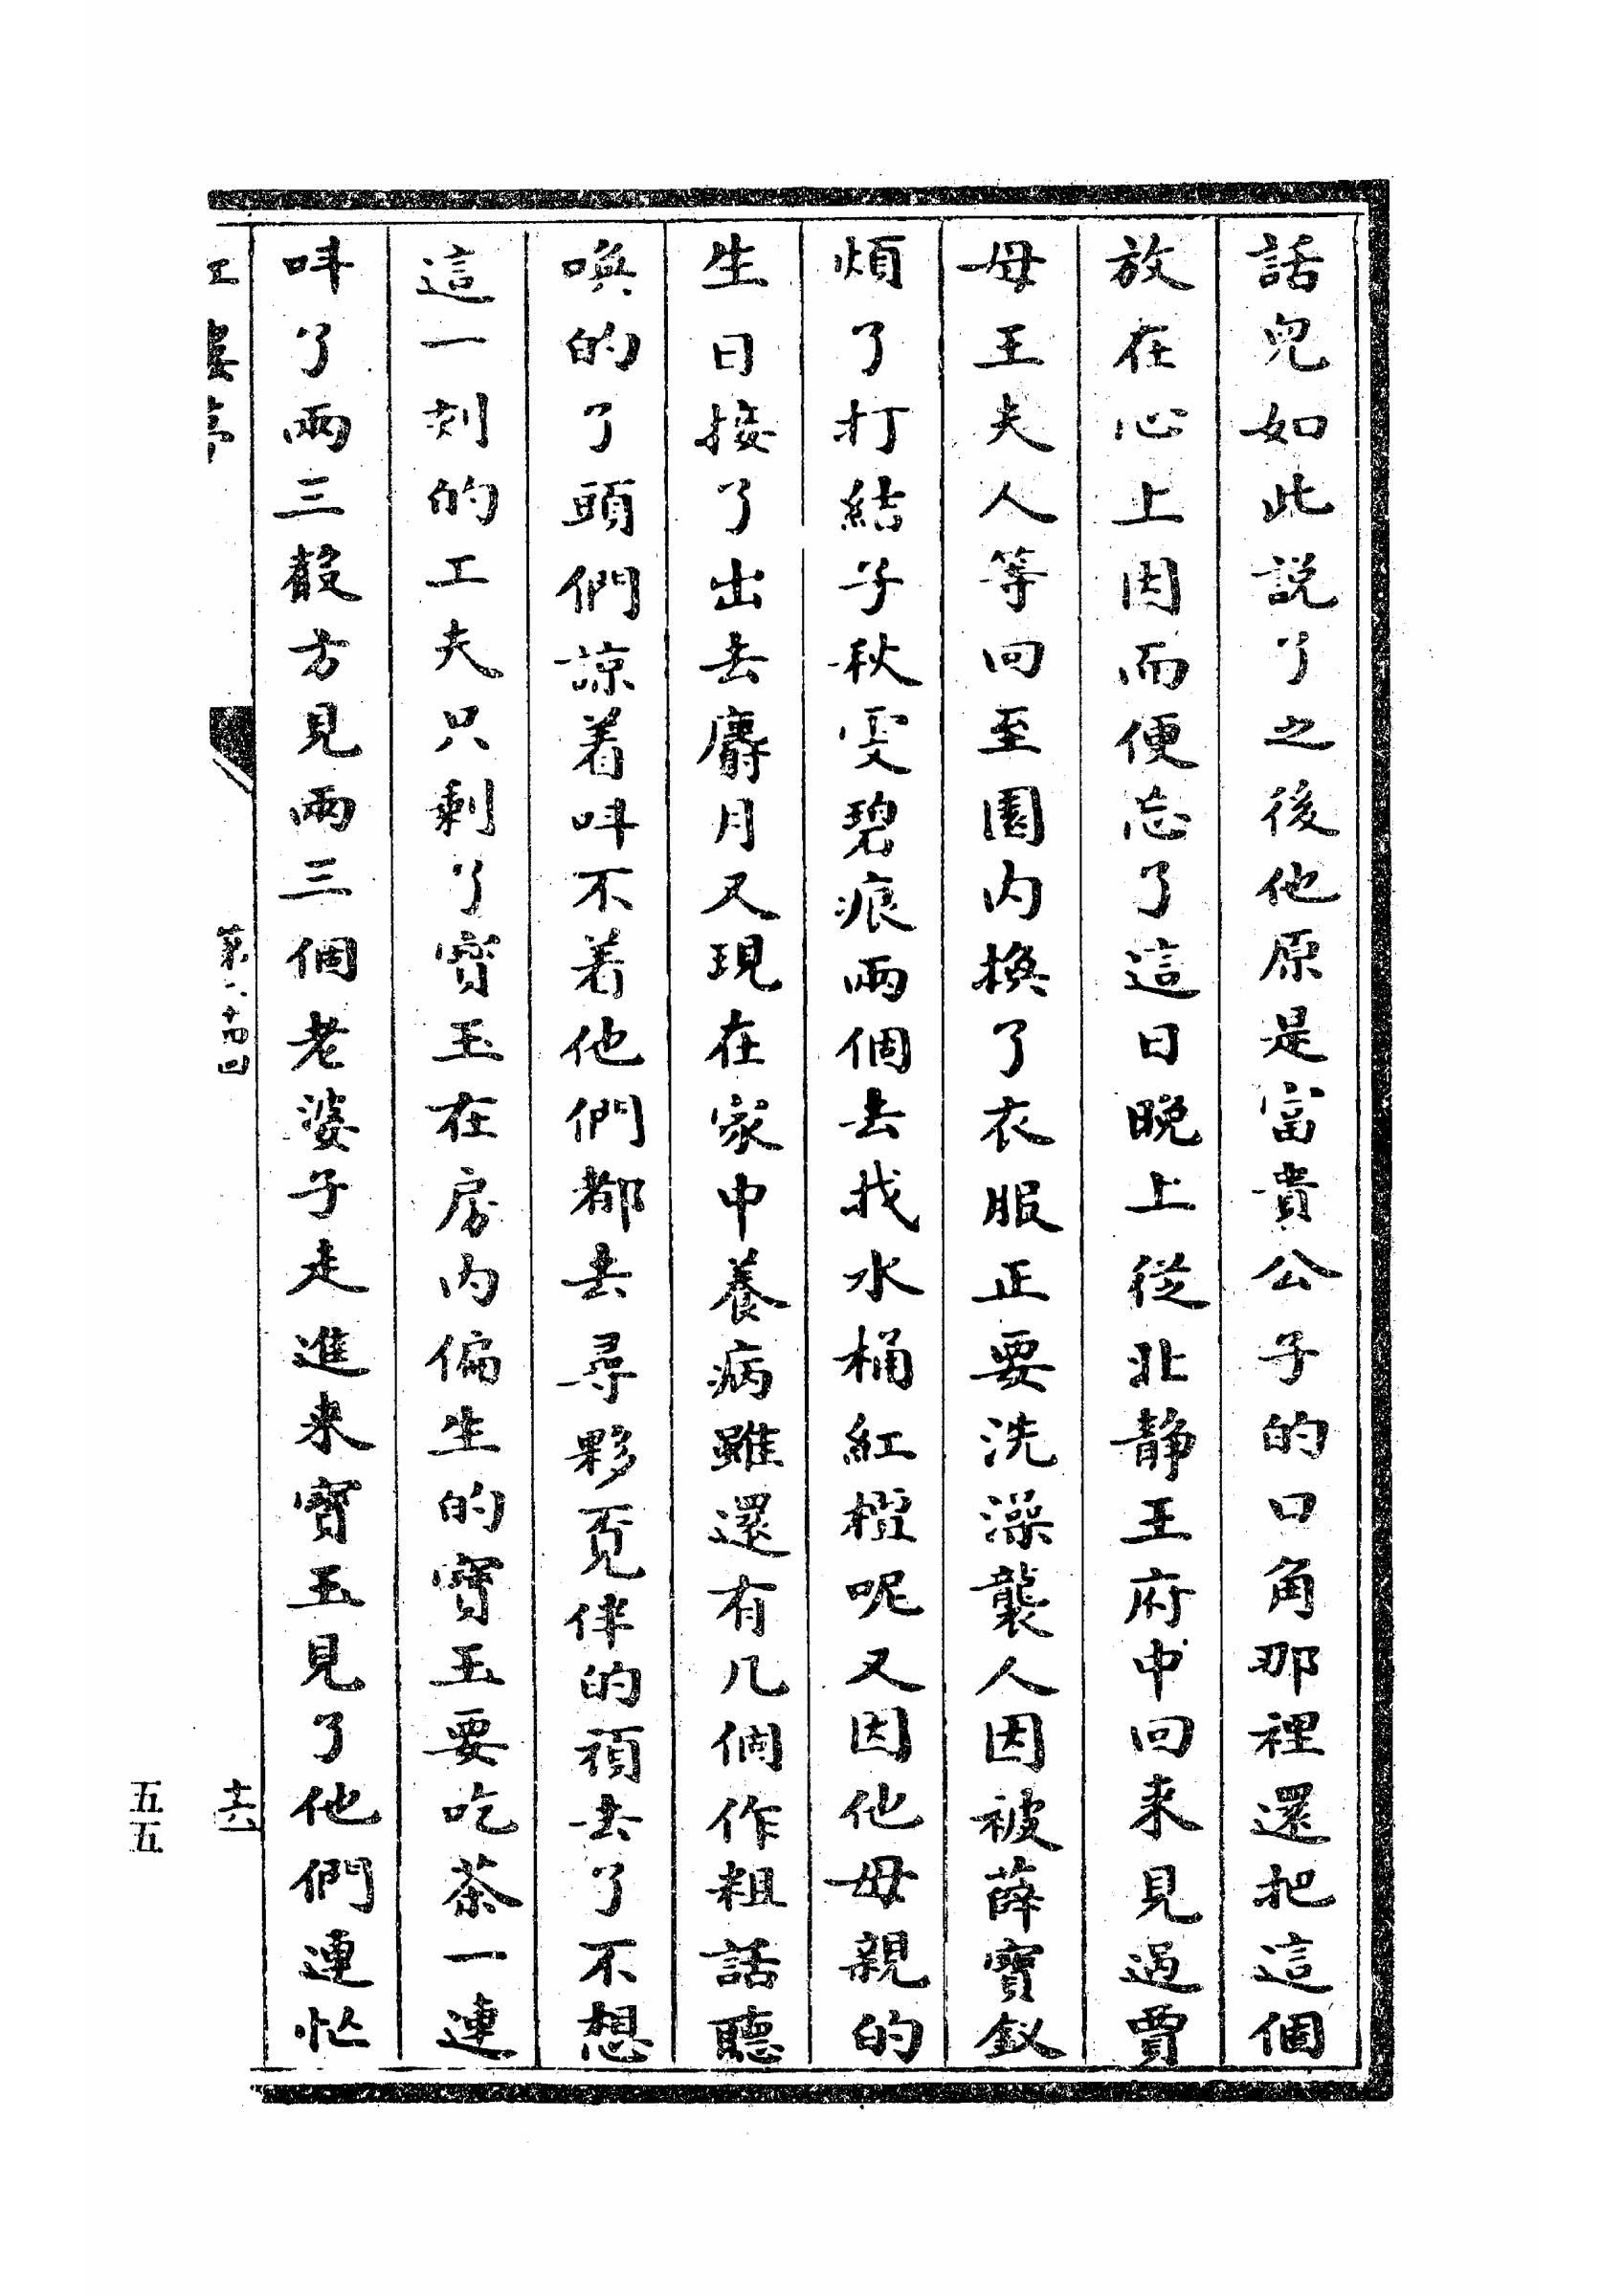 話兒如此説了之後他原是富貴公子的口角那裡還把這個
放在心上因而便忘了這日晚上從北静王府中回来見過賈
母王夫人等回至園内換了衣服正要洗澡襲人因被薛寶釵
煩了打結子秋雯碧痕兩個去找水桶紅檀呢又因他母親的
生日接了出去麝月又現在家中養病雖還有几個作粗話聽
喚的了頭們諒着呌不着他們都去尋夥覓伴的頑去了不想
這一刻的工夫只剩了寶玉在房内偏生的寶玉要吃茶一連
呌了兩三聲方見兩三個老婆子走進来寶玉見了他們連忙
紅樓夢
回
十六
五五